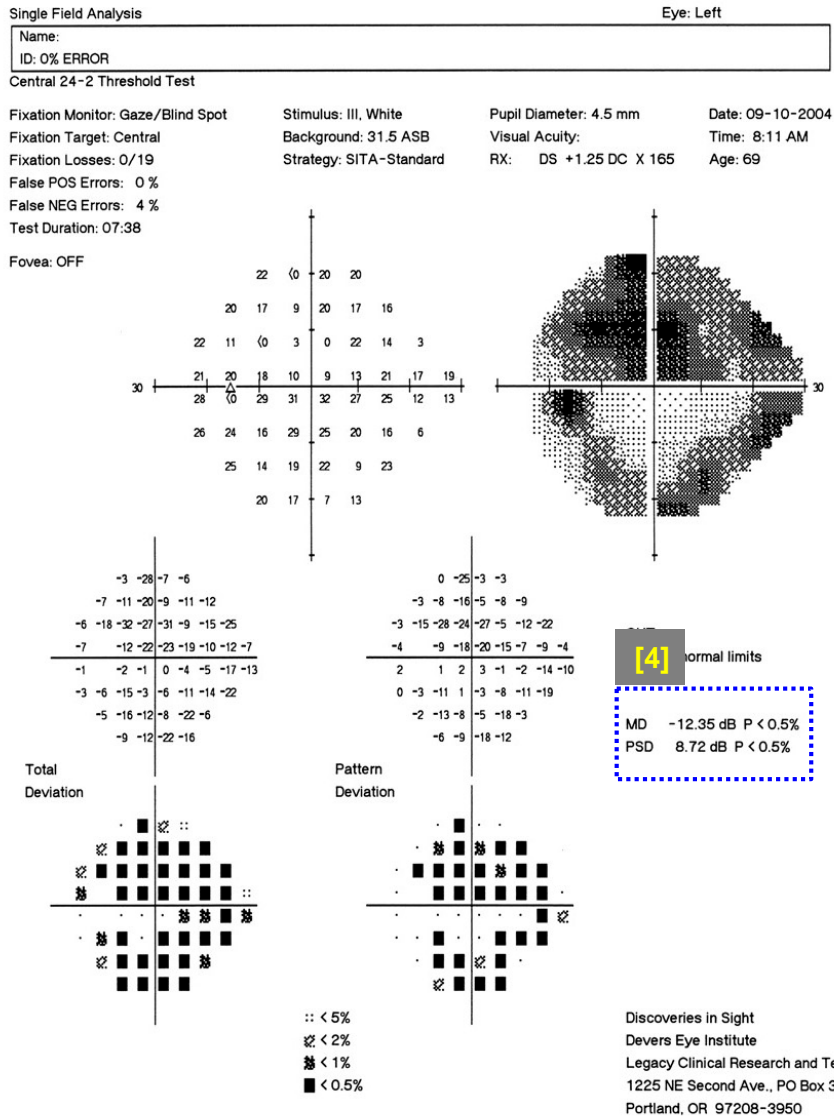 Single Field Analysis
Eye: Left
Name:
ID: 0% ERROR
Central 24-2 Threshold Test
Fixation Monitor: Gaze/Blind Spot
Fixation Target: Central
Fixation Losses: 0/19
False POS Errors: 0 %
False NEG Errors: 4 %
Test Duration: 07:38
Fovea: OFF
Stimulus: III, White
Background: 31.5 ASB
Strategy: SITA-Standard
Pupil Diameter: 4.5 mm
Visual Acuity:
RX: DS +1.25 DC X 165
Date: 09-10-2004
Time: 8:11 AM
Age: 69
22 <0 20 20
20 17 9 20 17 16
22 11 <0 3 0 22 14 3
21 20 18 10 9 13 21 17 19
30
28 <0 29 31 32 27 25 12 13
26 24 16 29 25 20 16 6
25 14 19 22 9 23
20 17 7 13
30
-3 -28 -7 -6
-7 -11 -20 -9 -11 -12
-6 -18 -32 -27 -31 -9 -15 -25
-7 -12 -22 -23 -19 -10 -12 -7
-1 -2 -1 0 -4 -5 -17 -13
-3 -6 -15 -3 -6 -11 -14 -22
-5 -16 -12 -8 -22 -6
-9 -12 -22 -16
Total
Deviation
0 -25 -3 -3
-3 -8 -16 -5 -8 -9
-3 -15 -28 -24 -27 -5 -12 -22
-4 -9 -18 -20 -15 -7 -9 -4
2 1 2 3 -1 -2 -14 -10
0 -3 -11 1 -3 -8 -11 -19
-2 -13 -8 -5 -18 -3
-6 -9 -18 -12
Pattern
Deviation
[4] normal limits
MD -12.35 dB P < 0.5%
PSD 8.72 dB P < 0.5%
< 5%
< 2%
< 1%
< 0.5%
Discoveries in Sight
Devers Eye Institute
Legacy Clinical Research and Te
1225 NE Second Ave., PO Box 3
Portland, OR 97208-3950